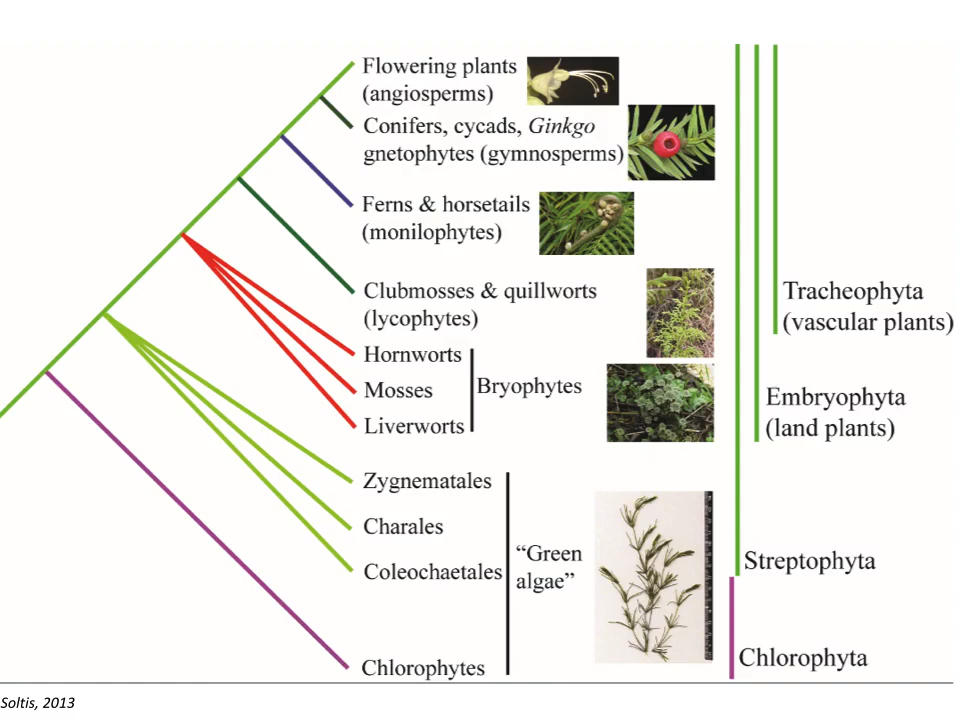 Flowering plants
(angiosperms)
Conifers, cycads, Ginkgo
gnetophytes (gymnosperms)
Ferns & horsetails
(monilophytes)
Clubmosses & quillworts
(lycophytes)
Hornworts
Mosses
Liverworts
Bryophytes
Zygnematales
Charales
Coleochaetales
Chlorophytes
“Green
algae”
Tracheophyta
(vascular plants)
Embryophyta
(land plants)
Streptophyta
Chlorophyta
Soltis, 2013